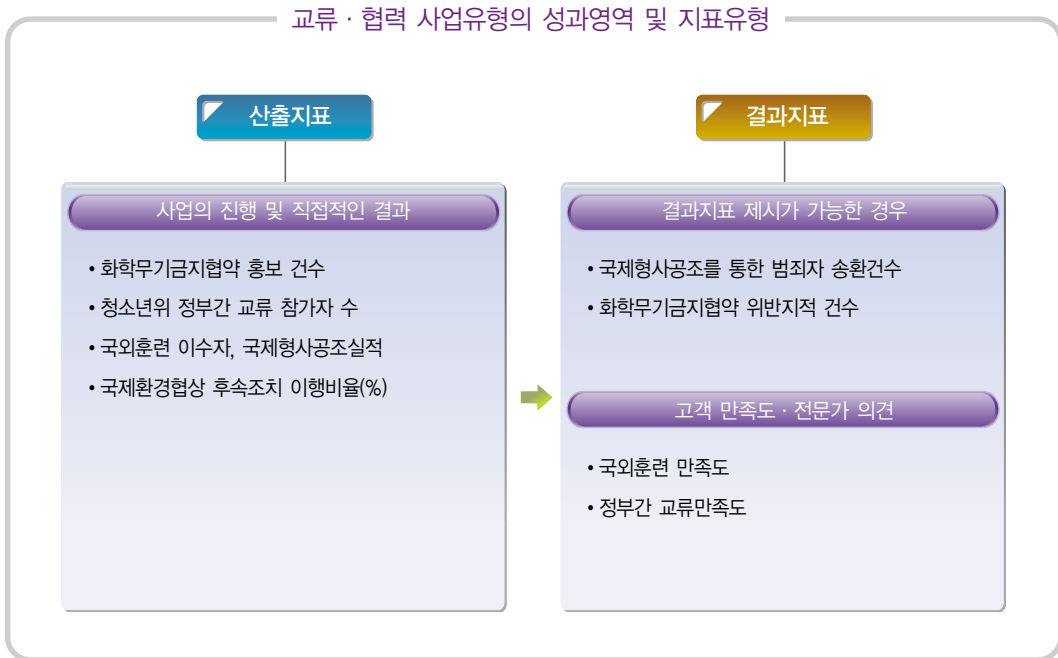 교류 · 협력 사업유형의 성과영역 및 지표유형
산출지표
사업의 진행 및 직접적인 결과
• 화학무기금지협약 홍보 건수
• 청소년위 정부간 교류 참가자 수
• 국외훈련 이수자, 국제형사공조실적
• 국제환경협상 후속조치 이행비율(%)
결과지표
결과지표 제시가 가능한 경우
• 국제형사공조를 통한 범죄자 송환건수
• 화학무기금지협약 위반지적 건수
고객 만족도 · 전문가 의견
• 국외훈련 만족도
• 정부간 교류만족도